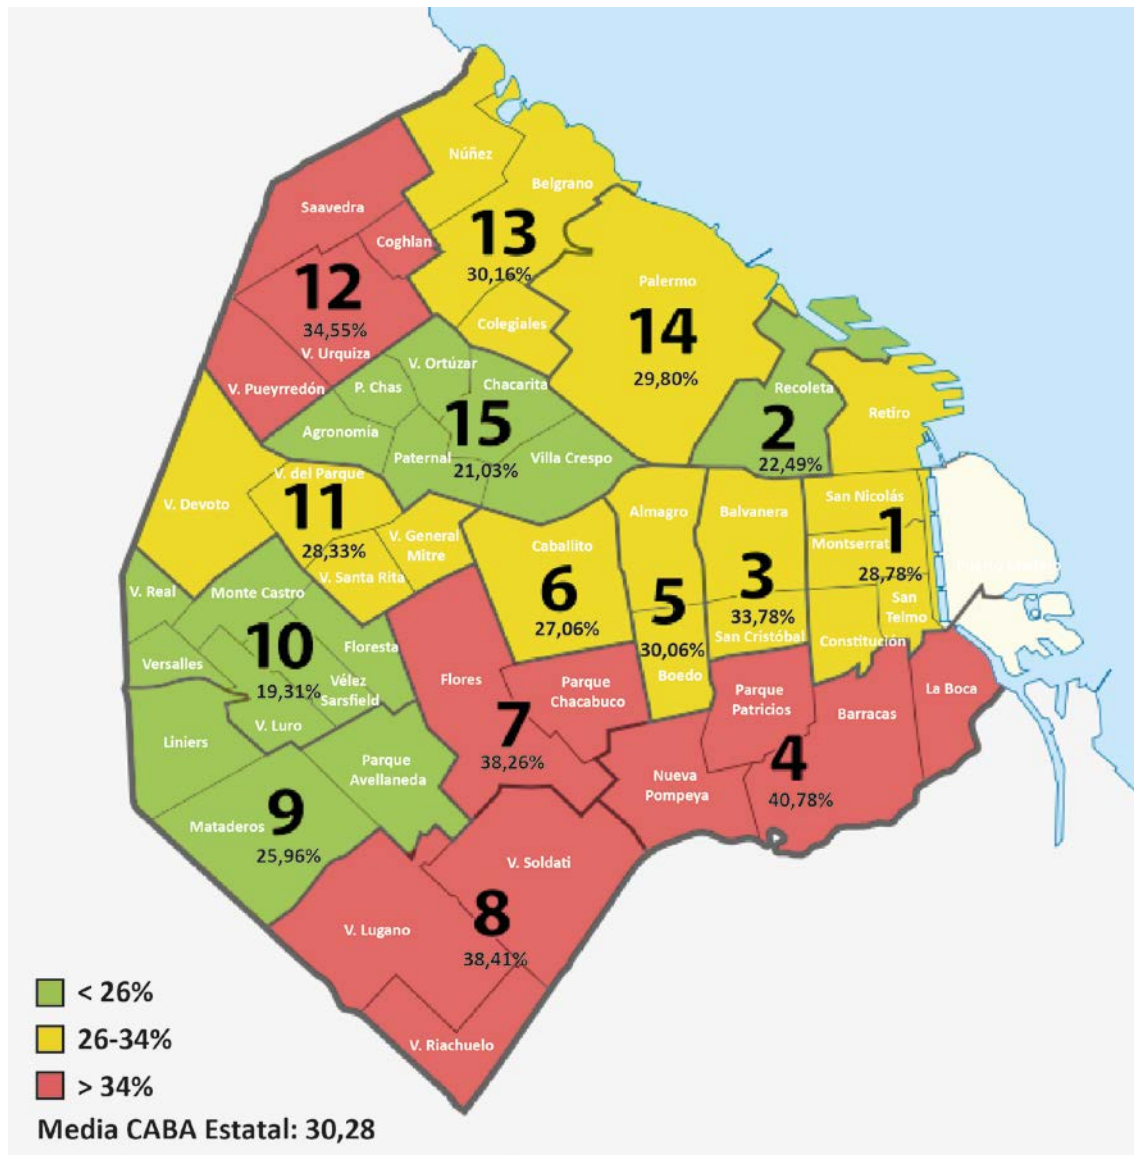 Núñez
Belgrano
Saavedra
Coghlan
13
30,16%
12
34,55%
V. Urquiza
V. Pueyrredón
Colegiales
Palermo
14
29,80%
V. Ortúzar
P. Chas
Chacarita
Agronomía
15
Paternal
21,03%
Villa Crespo
Recoleta
2
22,49%
Retiro
V. Devoto
V. del Parque
11
28,33%
V. General
Mitre
V. Santa Rita
Caballito
6
27,06%
Almagro
5
30,06%
Boedo
Balvanera
3
33,78%
San Cristóbal
San Nicolás
1
Montserrat
28,78%
San
Telmo
Constitución
V. Real
Monte Castro
Versalles
10
19,31%
Floresta
Vélez
Sarsfield
V. Luro
Liniers
Parque
Avellaneda
Mataderos
9
25,96%
Flores
Parque
Chacabuco
7
38,26%
Parque
Patricios
Barracas
La Boca
Nueva
Pompeya
4
40,78%
V. Soldati
8
V. Lugano
38,41%
V. Riachuelo
< 26%
26-34%
> 34%
Media CABA Estatal: 30,28